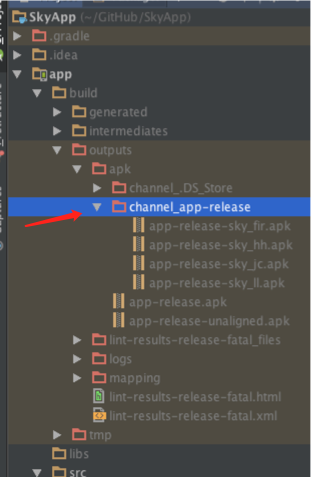 SkyApp (~/GitHub/SkyApp)
.gradle
.idea
app
build
generated
intermediates
outputs
apk
channel_.DS_Store
channel_app-release
app-release-sky_fir.apk
app-release-sky_hh.apk
app-release-sky_jc.apk
app-release-sky_ll.apk
app-release.apk
app-release-unaligned.apk
lint-results-release-fatal_files
logs
mapping
lint-results-release-fatal.html
lint-results-release-fatal.xml
tmp
libs
src